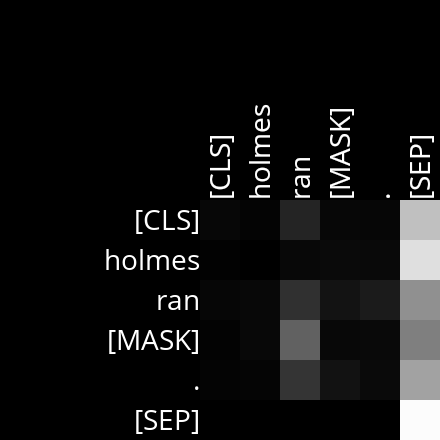 [CLS] holmes ran [MASK] . [SEP]
[CLS]
holmes
ran
[MASK]
.
[SEP]